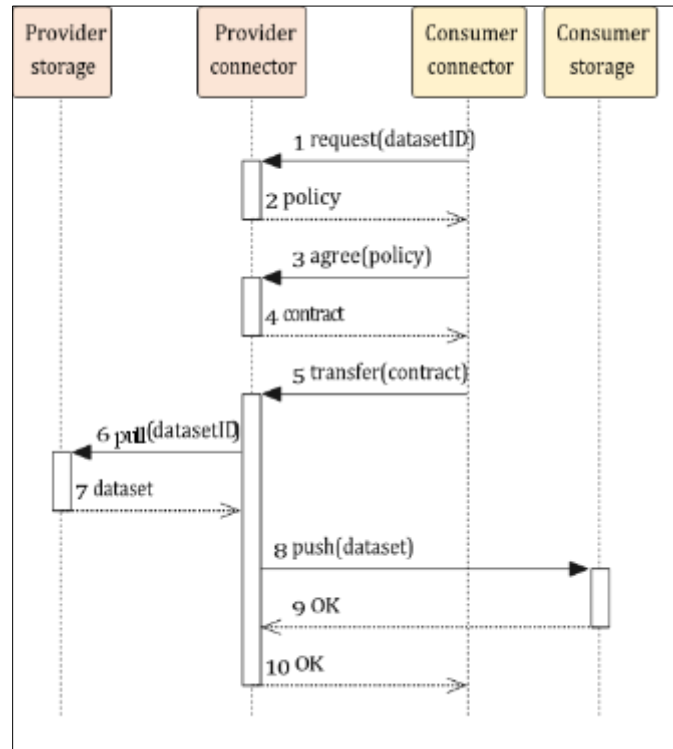 Provider
storage
Provider
connector
Consumer
connector
Consumer
storage
1 request(datasetID)
2 policy
3 agree(policy)
4 contract
5 transfer(contract)
6 pull(datasetID)
7 dataset
8 push(dataset)
9 OK
10 OK